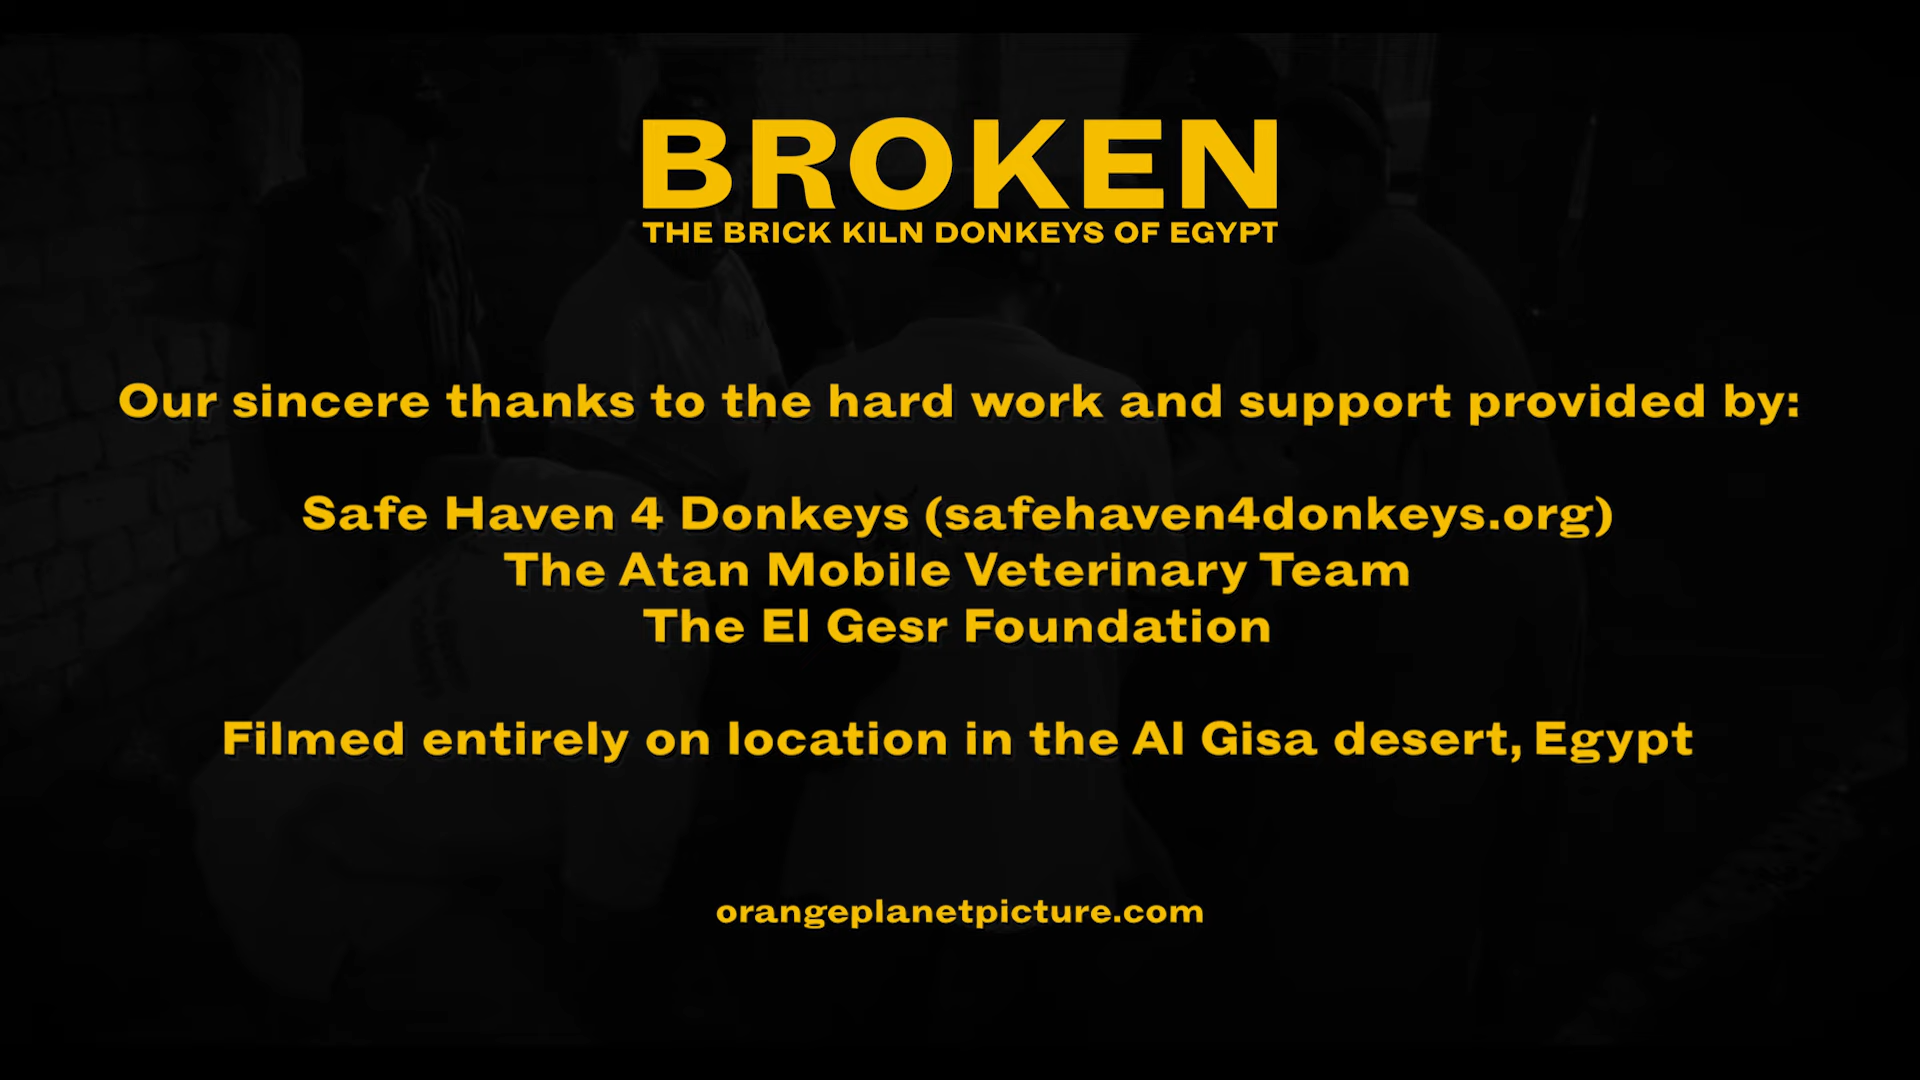 BROKEN
THE BRICK KILN DONKEYS OF EGYPT
Our sincere thanks to the hard work and support provided by:
Safe Haven 4 Donkeys (safehaven4donkeys.org)
The Atan Mobile Veterinary Team
The El Gesr Foundation
Filmed entirely on location in the Al Gisa desert, Egypt
orangeplanetpicture.com